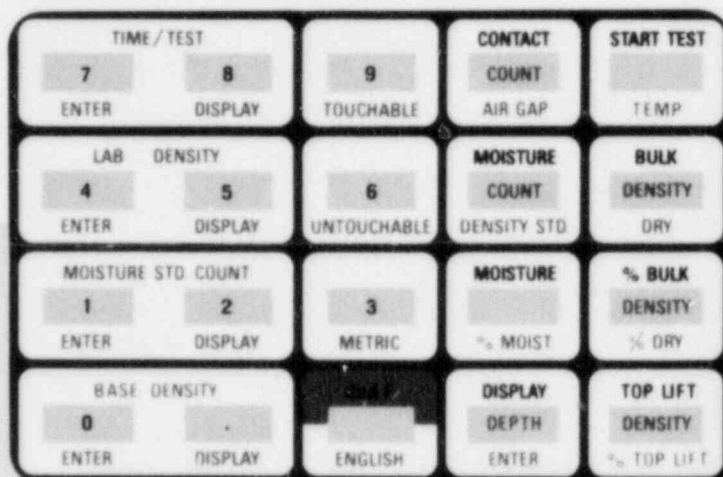 TIME/TEST CONTACT START TEST
7 8 9 COUNT
ENTER DISPLAY TOUCHABLE AIR GAP TEMP
LAB DENSITY MOISTURE BULK
4 5 6 COUNT DENSITY
ENTER DISPLAY UNTOUCHABLE DENSITY STD. DRY
MOISTURE STD. COUNT MOISTURE % BULK
1 2 3 DENSITY
ENTER DISPLAY METRIC % MOIST % DRY
BASE DENSITY DISPLAY TOP LIFT
0 . DEPTH DENSITY
ENTER DISPLAY ENGLISH ENTER % TOP LIFT